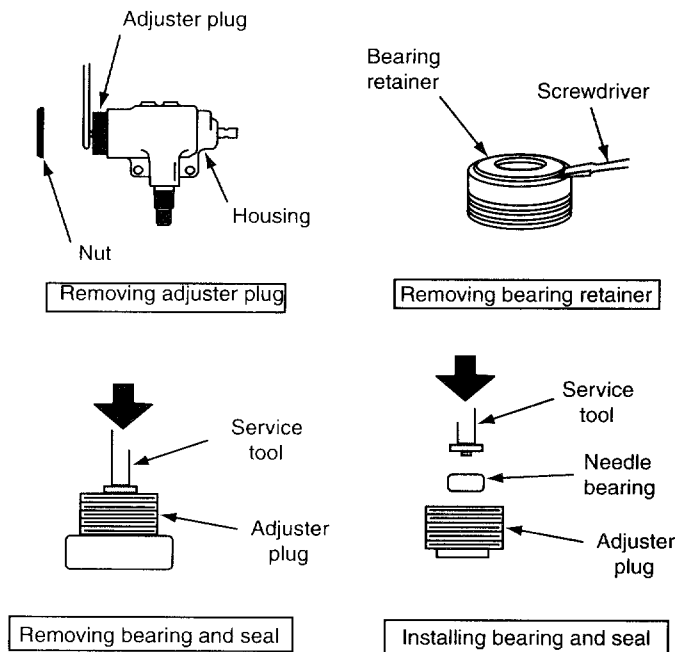 Adjuster plug
Nut
Housing
Removing adjuster plug
Bearing
retainer
Screwdriver
Removing bearing retainer
Service
tool
Adjuster
plug
Removing bearing and seal
Service
tool
Needle
bearing
Adjuster
plug
Installing bearing and seal